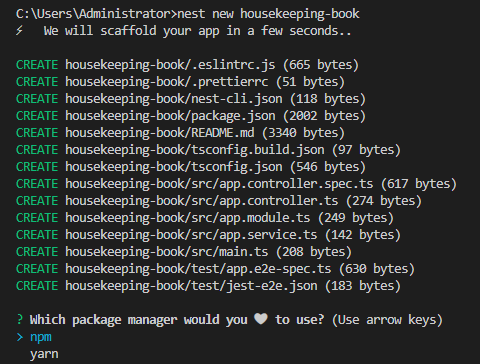 C:\Users\Administrator>nest new housekeeping-book
⚡ We will scaffold your app in a few seconds..
CREATE housekeeping-book/.eslintrc.js (665 bytes)
CREATE housekeeping-book/.prettierrc (51 bytes)
CREATE housekeeping-book/nest-cli.json (118 bytes)
CREATE housekeeping-book/package.json (2002 bytes)
CREATE housekeeping-book/README.md (3340 bytes)
CREATE housekeeping-book/tsconfig.build.json (97 bytes)
CREATE housekeeping-book/tsconfig.json (546 bytes)
CREATE housekeeping-book/src/app.controller.spec.ts (617 bytes)
CREATE housekeeping-book/src/app.controller.ts (274 bytes)
CREATE housekeeping-book/src/app.module.ts (249 bytes)
CREATE housekeeping-book/src/app.service.ts (142 bytes)
CREATE housekeeping-book/src/main.ts (208 bytes)
CREATE housekeeping-book/test/app.e2e-spec.ts (630 bytes)
CREATE housekeeping-book/test/jest-e2e.json (183 bytes)
? Which package manager would you ❤ to use? (Use arrow keys)
> npm
yarn